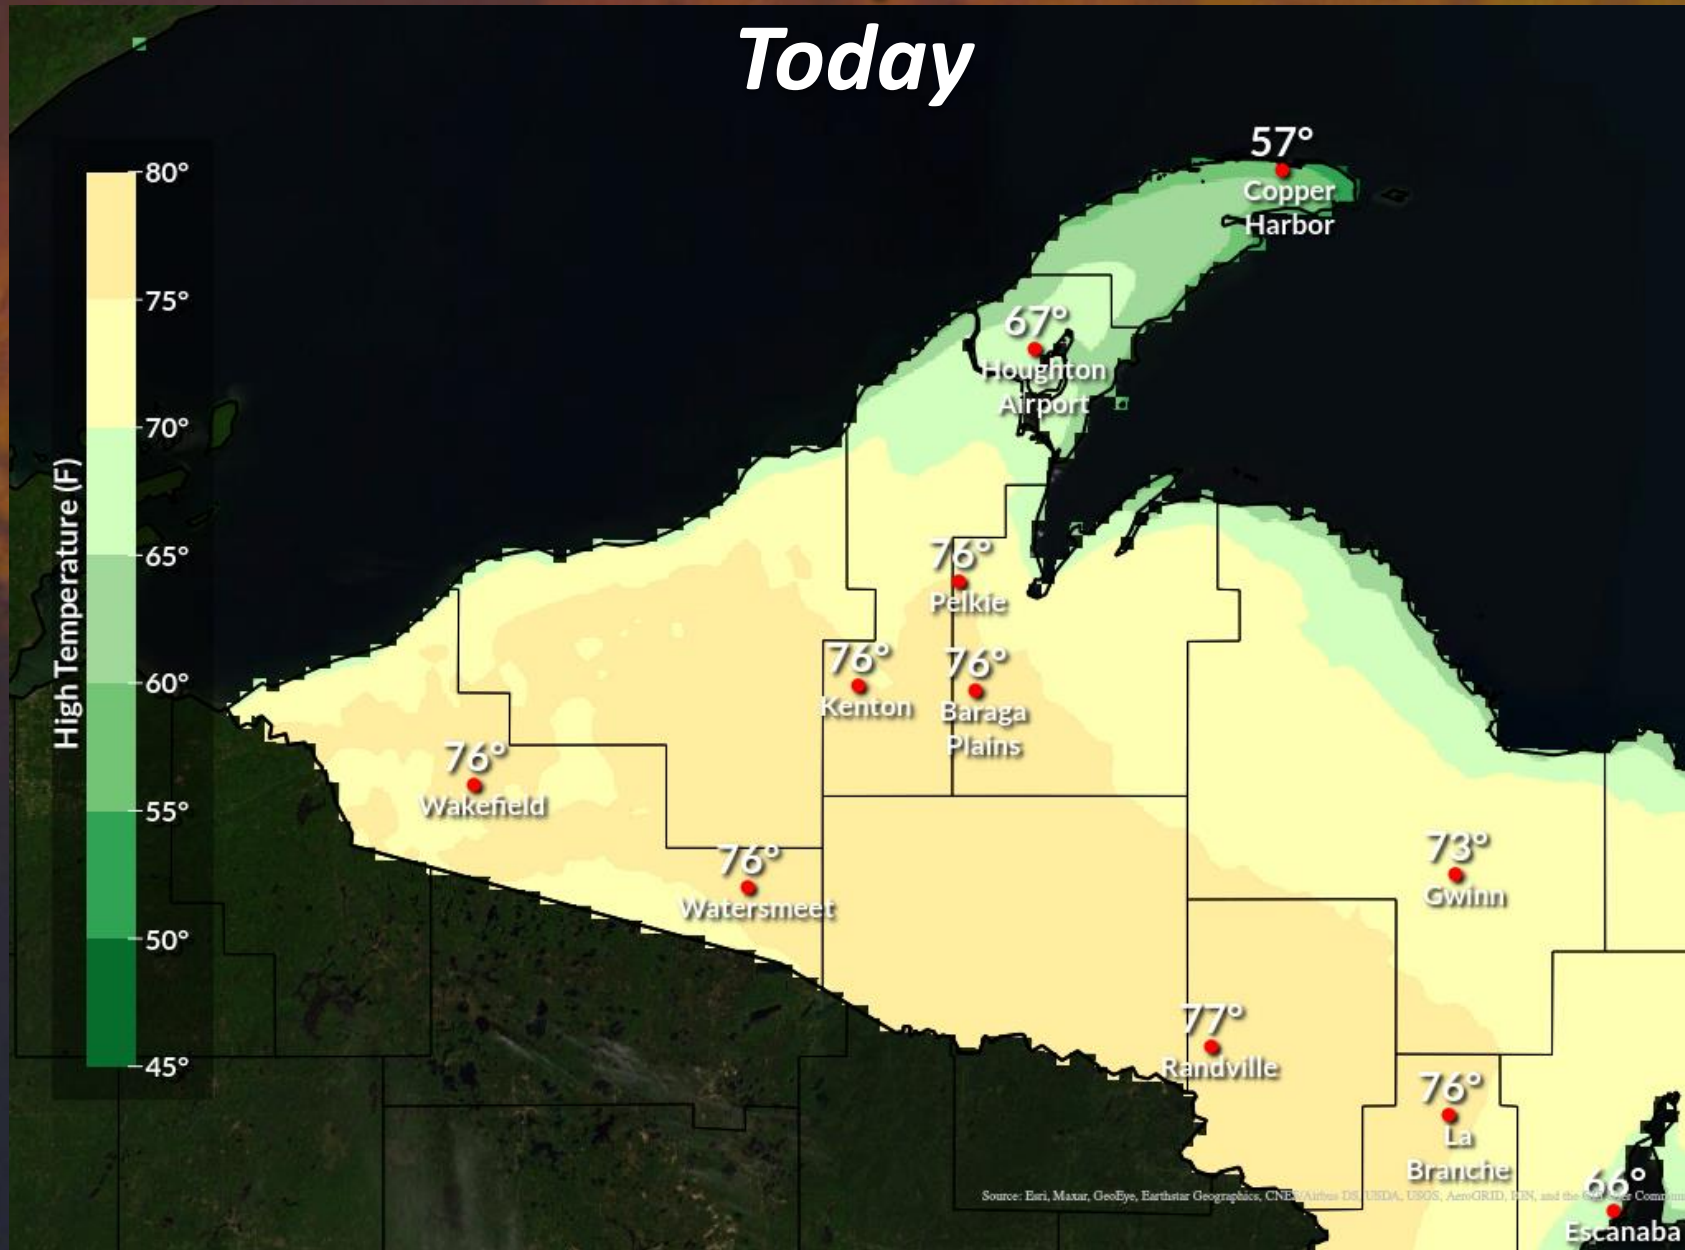 Today
80°
75°
70°
65°
60°
55°
50°
45°
High Temperature (F)
57°
Copper
Harbor
67°
Houghton
Airport
76°
Pelkie
76°
Kenton
76°
Baraga
Plains
76°
Wakefield
76°
Watersmeet
73°
Gwinn
77°
Randville
76°
La
Branche
66°
Escanaba
Source: Esri, Maxar, GeoEye, Earthstar Geographics, CNES/Airbus DS, USDA, USGS, AeroGRID, IGN, and the GIS User